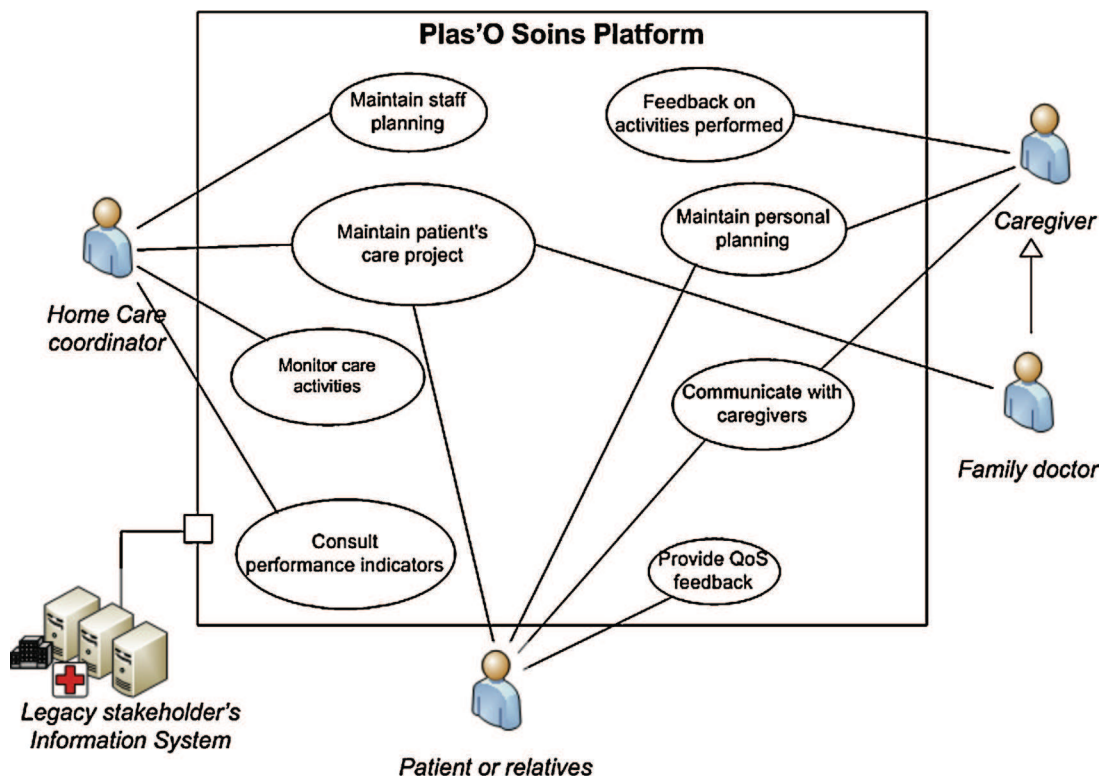 Plas'O Soins Platform
Maintain staff
planning
Feedback on
activities performed
Maintain patient's
care project
Maintain personal
planning
Caregiver
Home Care
coordinator
Monitor care
activities
Communicate with
caregivers
Family doctor
Consult
performance indicators
Provide QoS
feedback
Legacy stakeholder's
Information System
Patient or relatives